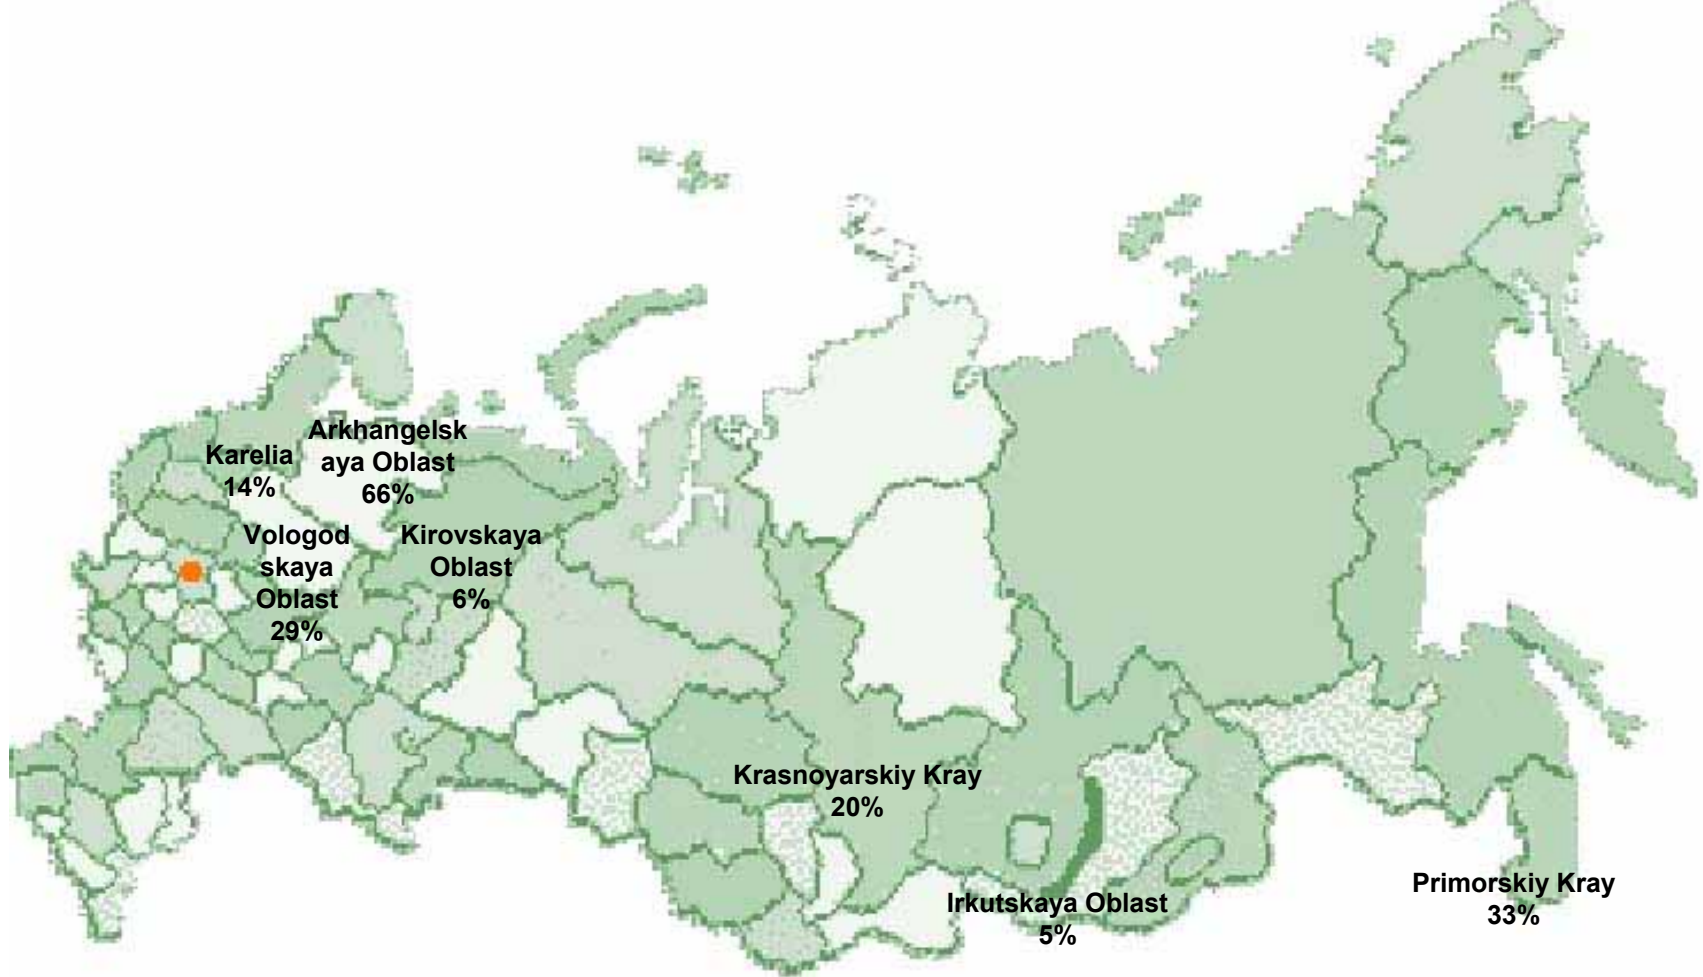 Karelia
14%
Arkhangelsk
aya Oblast
66%
Vologod
skaya
Oblast
29%
Kirovskaya
Oblast
6%
Krasnoyarskiy Kray
20%
Irkutskaya Oblast
5%
Primorskiy Kray
33%